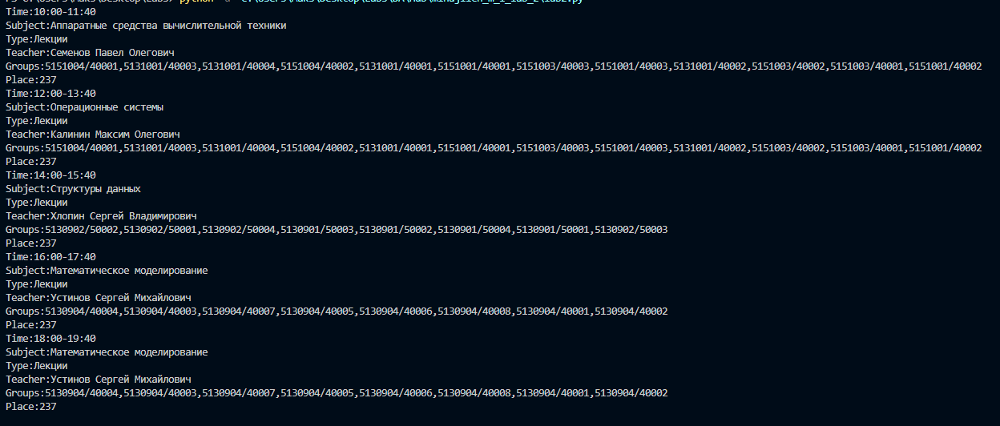 Time:10:00-11:40
Subject:Аппаратные средства вычислительной техники
Type:Лекции
Teacher:Семенов Павел Олегович
Groups:5151004/40001,5131001/40003,5131001/40004,5151004/40002,5131001/40001,5151001/40001,5151003/40003,5151001/40003,5131001/40002,5151003/40002,5151003/40001,5151001/40002
Place:237
Time:12:00-13:40
Subject:Операционные системы
Type:Лекции
Teacher:Калинин Максим Олегович
Groups:5151004/40001,5131001/40003,5131001/40004,5151004/40002,5131001/40001,5151001/40001,5151003/40003,5151001/40003,5131001/40002,5151003/40002,5151003/40001,5151001/40002
Place:237
Time:14:00-15:40
Subject:Структуры данных
Type:Лекции
Teacher:Хлопин Сергей Владимирович
Groups:5130902/50002,5130902/50001,5130902/50004,5130901/50003,5130901/50002,5130901/50004,5130901/50001,5130902/50003
Place:237
Time:16:00-17:40
Subject:Математическое моделирование
Type:Лекции
Teacher:Устинов Сергей Михайлович
Groups:5130904/40004,5130904/40003,5130904/40007,5130904/40005,5130904/40006,5130904/40008,5130904/40001,5130904/40002
Place:237
Time:18:00-19:40
Subject:Математическое моделирование
Type:Лекции
Teacher:Устинов Сергей Михайлович
Groups:5130904/40004,5130904/40003,5130904/40007,5130904/40005,5130904/40006,5130904/40008,5130904/40001,5130904/40002
Place:237